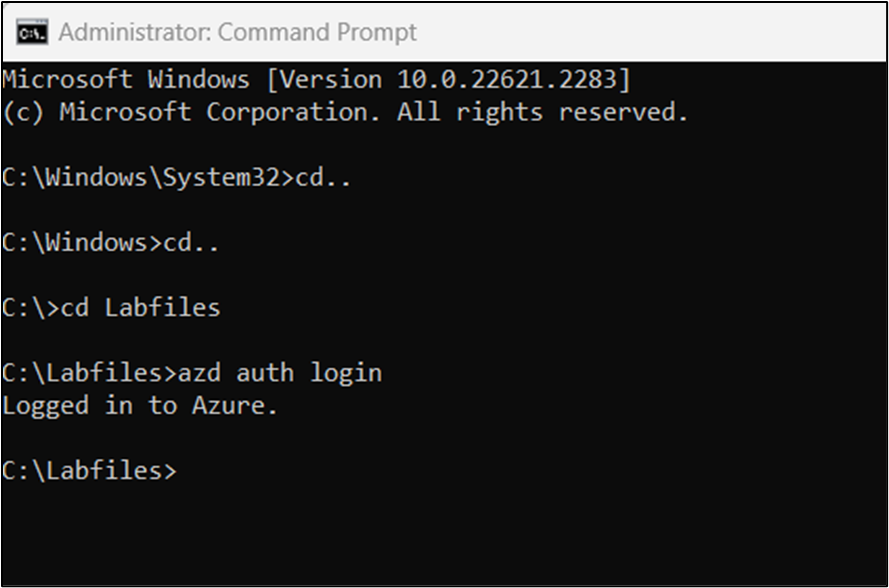 Administrator: Command Prompt
Microsoft Windows [Version 10.0.22621.2283]
(c) Microsoft Corporation. All rights reserved.
C:\Windows\System32>cd..
C:\Windows>cd..
C:\>cd Labfiles
C:\Labfiles>azd auth login
Logged in to Azure.
C:\Labfiles>